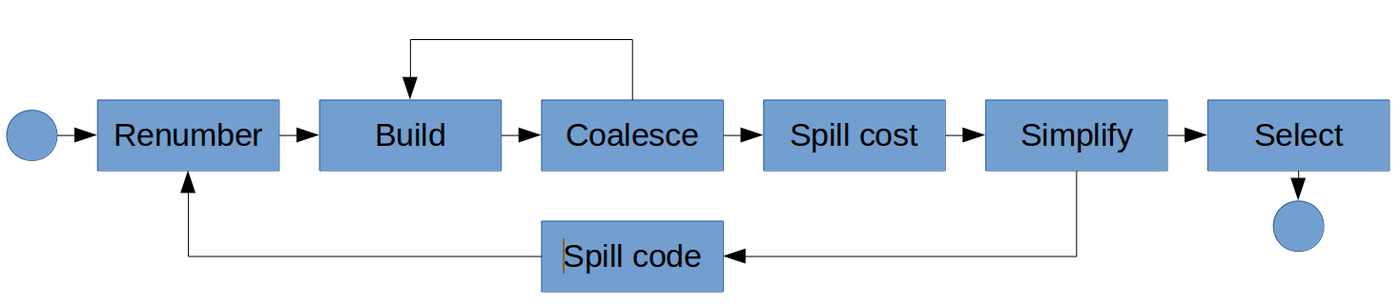 Renumber
Build
Coalesce
Spill cost
Simplify
Select
Spill code